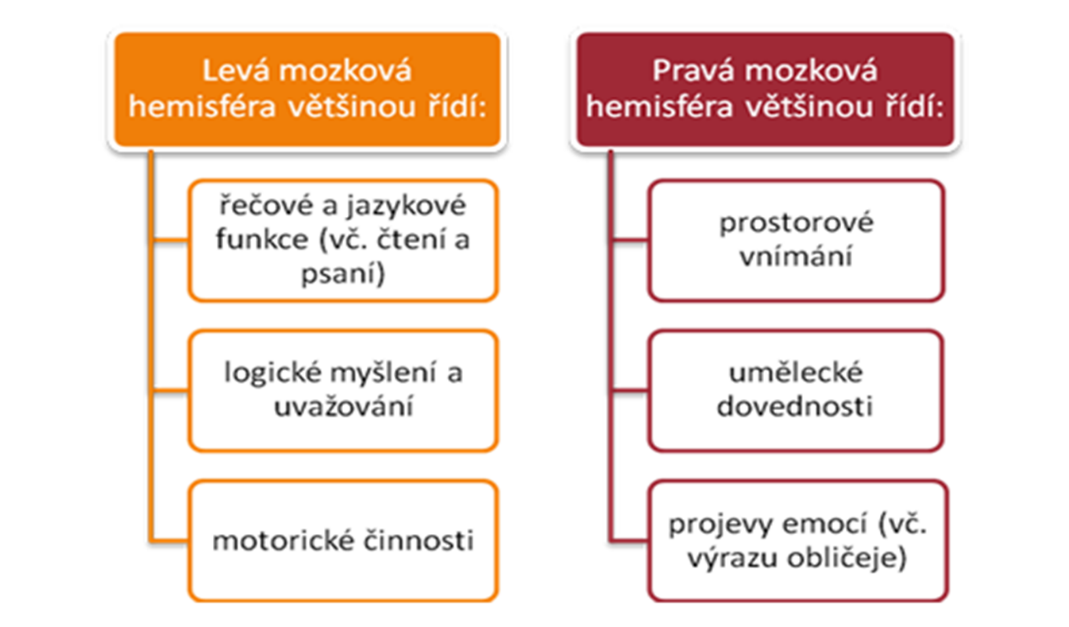 Levá mozková
hemisféra většinou řídí:
řečové a jazykové
funkce (vč. čtení a
psaní)
logické myšlení a
uvažování
motorické činnosti
Pravá mozková
hemisféra většinou řídí:
prostorové
vnímání
umělecké
dovednosti
projevy emocí (vč.
výrazu obličeje)